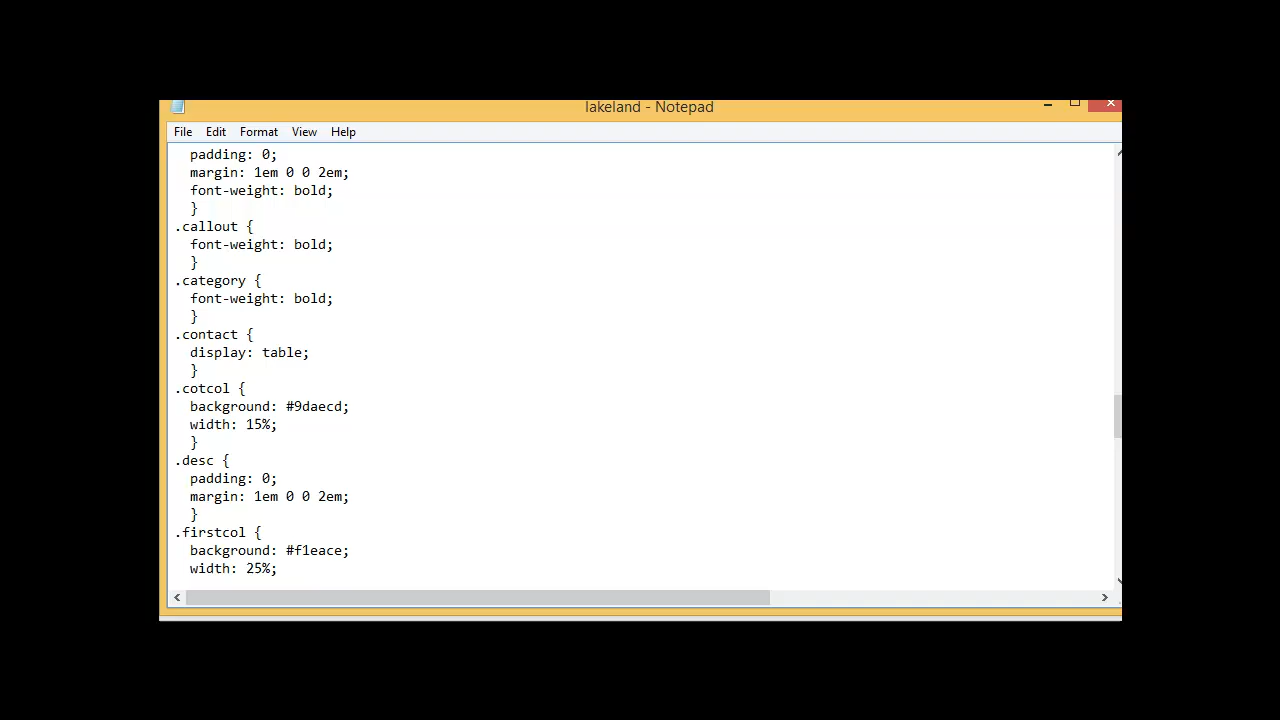 lakeland - Notepad
File Edit Format View Help
padding: 0;
margin: 1em 0 0 2em;
font-weight: bold;
}
.callout {
font-weight: bold;
}
.category {
font-weight: bold;
}
.contact {
display: table;
}
.cotcol {
background: #9daecd;
width: 15%;
}
.desc {
padding: 0;
margin: 1em 0 0 2em;
}
.firstcol {
background: #f1eace;
width: 25%;